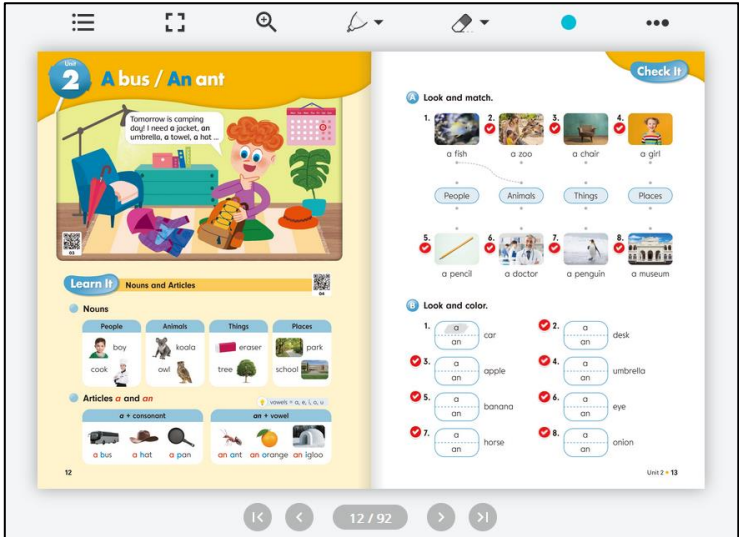 Unit
2
A bus / An ant
Tomorrow is camping
day! I need a jacket, an
umbrella, a towel, a hat ...
03
Learn It
Nouns and Articles
04
Nouns
People
Animals
Things
Places
boy
koala
eraser
park
cook
owl
tree
school
Articles a and an
vowels = a, e, i, o, u
a + consonant
an + vowel
a bus
a hat
a pan
an ant
an orange
an igloo
12
Check It
A Look and match.
1.
2.
3.
4.
a fish
a zoo
a chair
a girl
People
Animals
Things
Places
5.
6.
7.
8.
a pencil
a doctor
a penguin
a museum
B Look and color.
1. a
an
car
2. a
an
desk
3. a
an
apple
4. a
an
umbrella
5. a
an
banana
6. a
an
eye
7. a
an
horse
8. a
an
onion
Unit 2 • 13
12 / 92